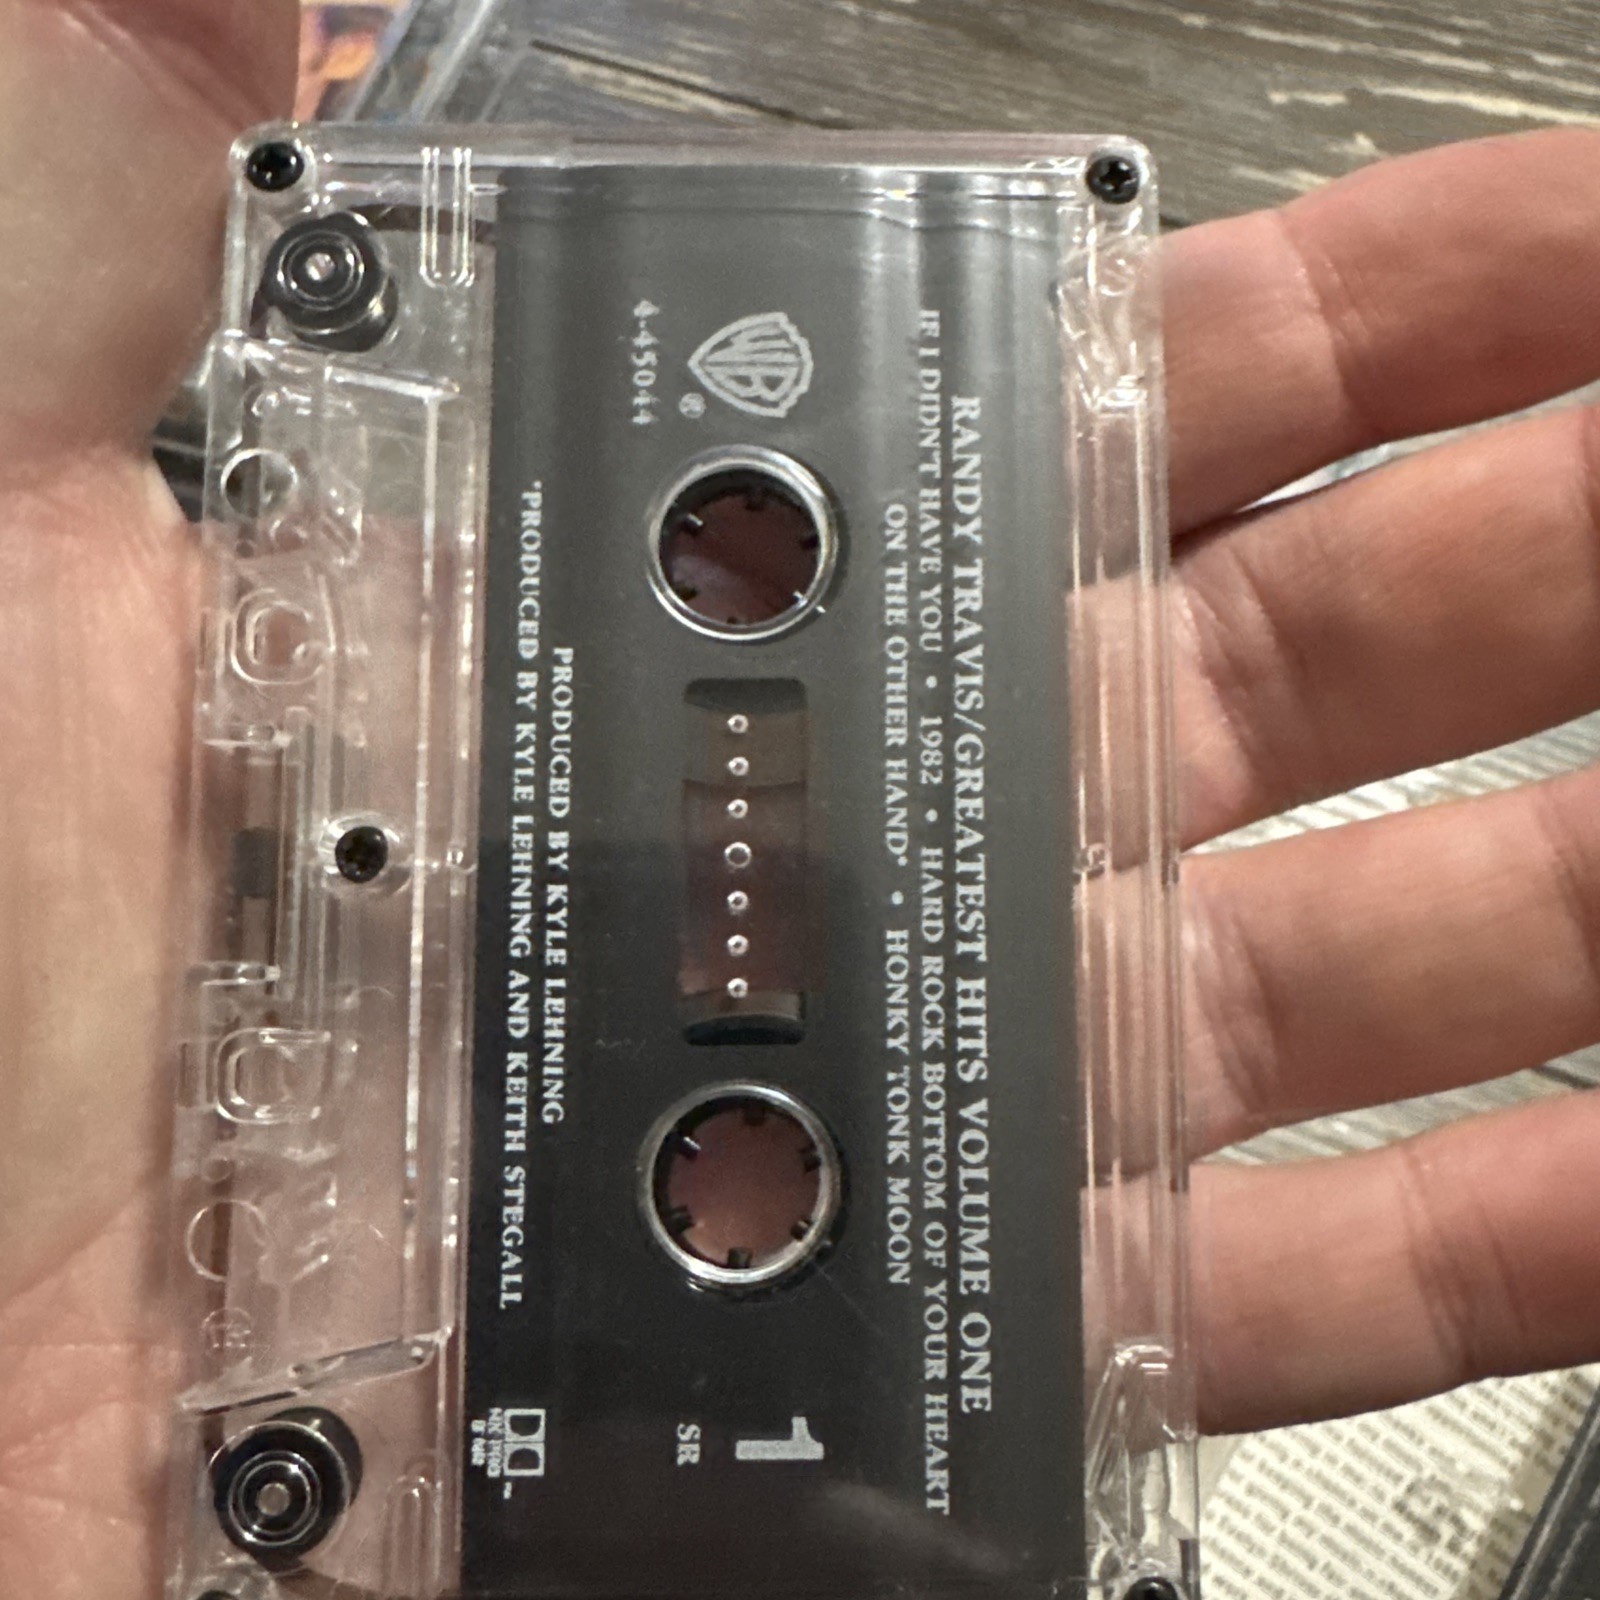 RANDY TRAVIS/GREATEST HITS VOLUME ONE
IF I DIDN'T HAVE YOU • 1982 • HARD ROCK BOTTOM OF YOUR HEART
ON THE OTHER HAND* • HONKY TONK MOON
WB®
4-45044
1
SR
PRODUCED BY KYLE LEHNING
*PRODUCED BY KYLE LEHNING AND KEITH STEGALL